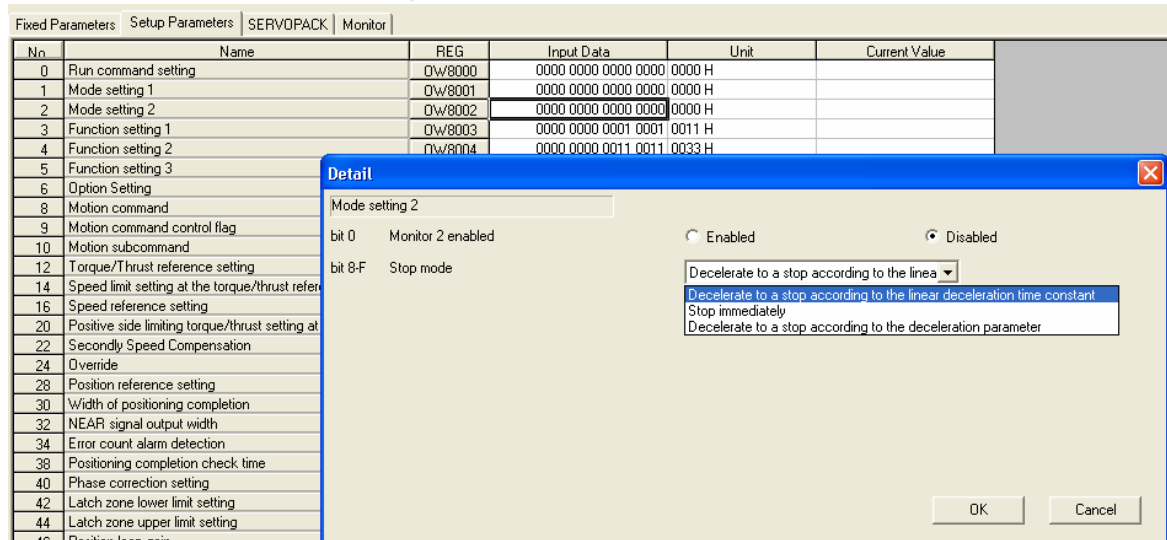 Fixed Parameters Setup Parameters SERVOPACK Monitor
No. Name REG Input Data Unit Current Value
0 Run command setting OW8000 0000 0000 0000 0000 0000 H
1 Mode setting 1 OW8001 0000 0000 0000 0000 0000 H
2 Mode setting 2 OW8002 0000 0000 0000 0000 0000 H
3 Function setting 1 OW8003 0000 0000 0001 0001 0011 H
4 Function setting 2 OW8004 0000 0000 0011 0011 0033 H
5 Function setting 3
6 Option Setting
8 Motion command
9 Motion command control flag
10 Motion subcommand
12 Torque/Thrust reference setting
14 Speed limit setting at the torque/thrust refer
16 Speed reference setting
20 Positive side limiting torque/thrust setting at
22 Secondly Speed Compensation
24 Override
28 Position reference setting
30 Width of positioning completion
32 NEAR signal output width
34 Error count alarm detection
38 Positioning completion check time
40 Phase correction setting
42 Latch zone lower limit setting
44 Latch zone upper limit setting
Detail
Mode setting 2
bit 0 Monitor 2 enabled Enabled Disabled
bit 8-F Stop mode Decelerate to a stop according to the linea
Decelerate to a stop according to the linear deceleration time constant
Stop immediately
Decelerate to a stop according to the deceleration parameter
OK Cancel